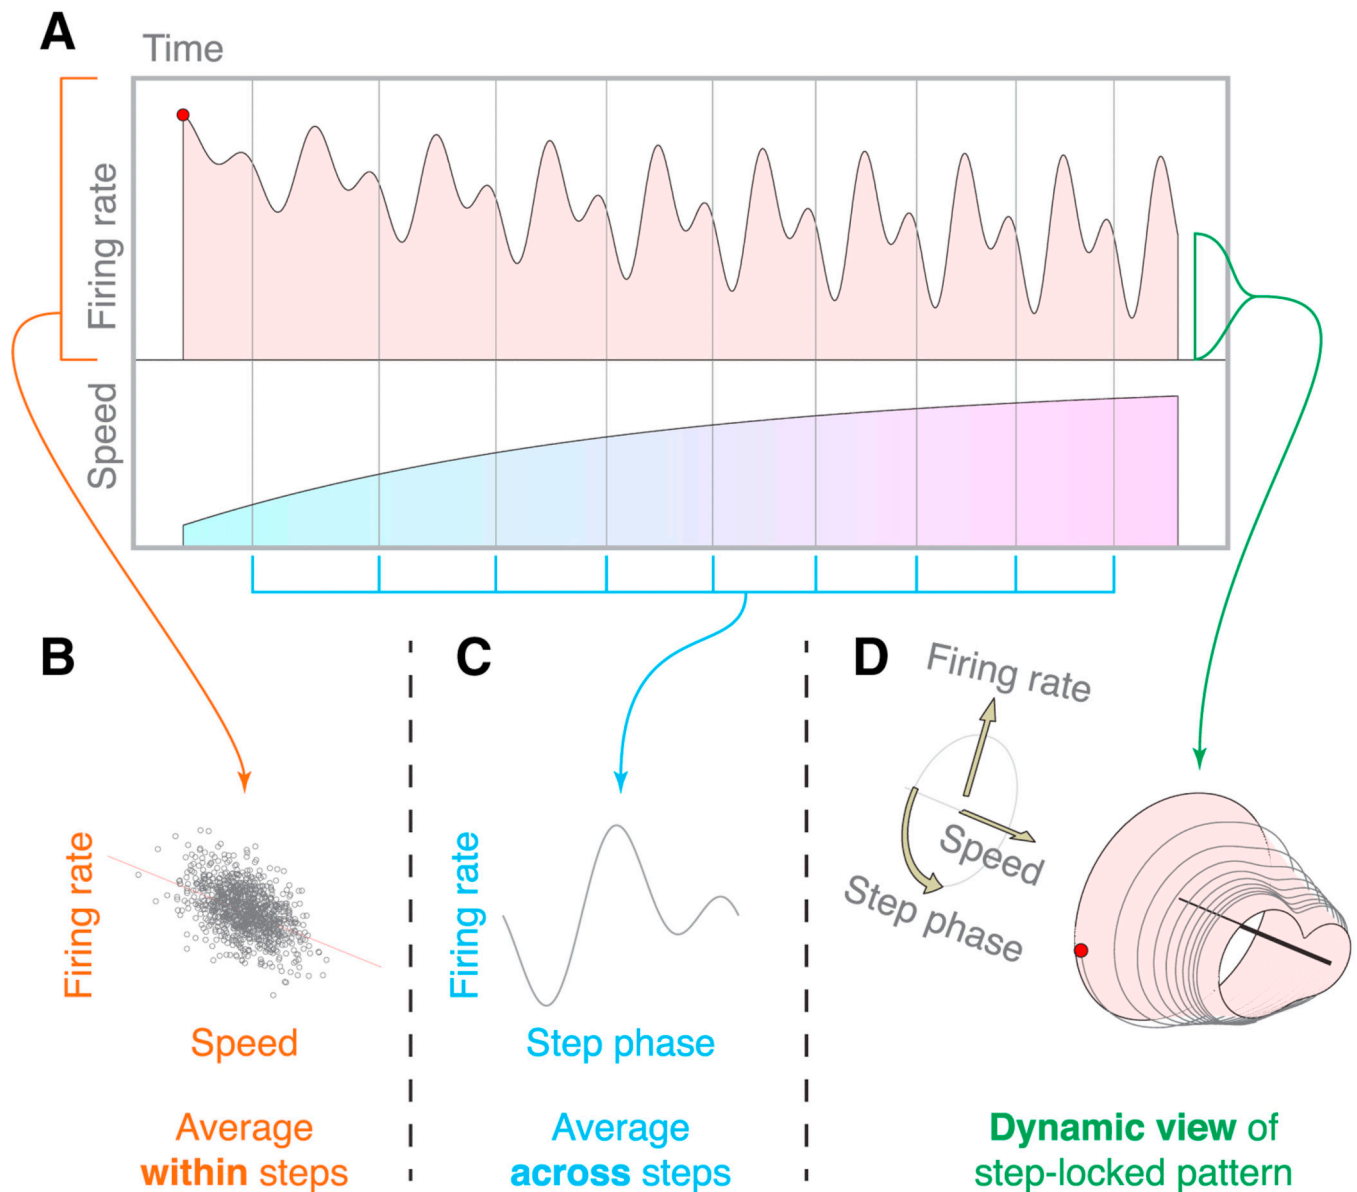 A
Time
Firing rate
Speed
B
C
D
Firing rate
Speed
Step phase
Firing rate
Speed
Average
within steps
Firing rate
Step phase
Average
across steps
Dynamic view of
step-locked pattern